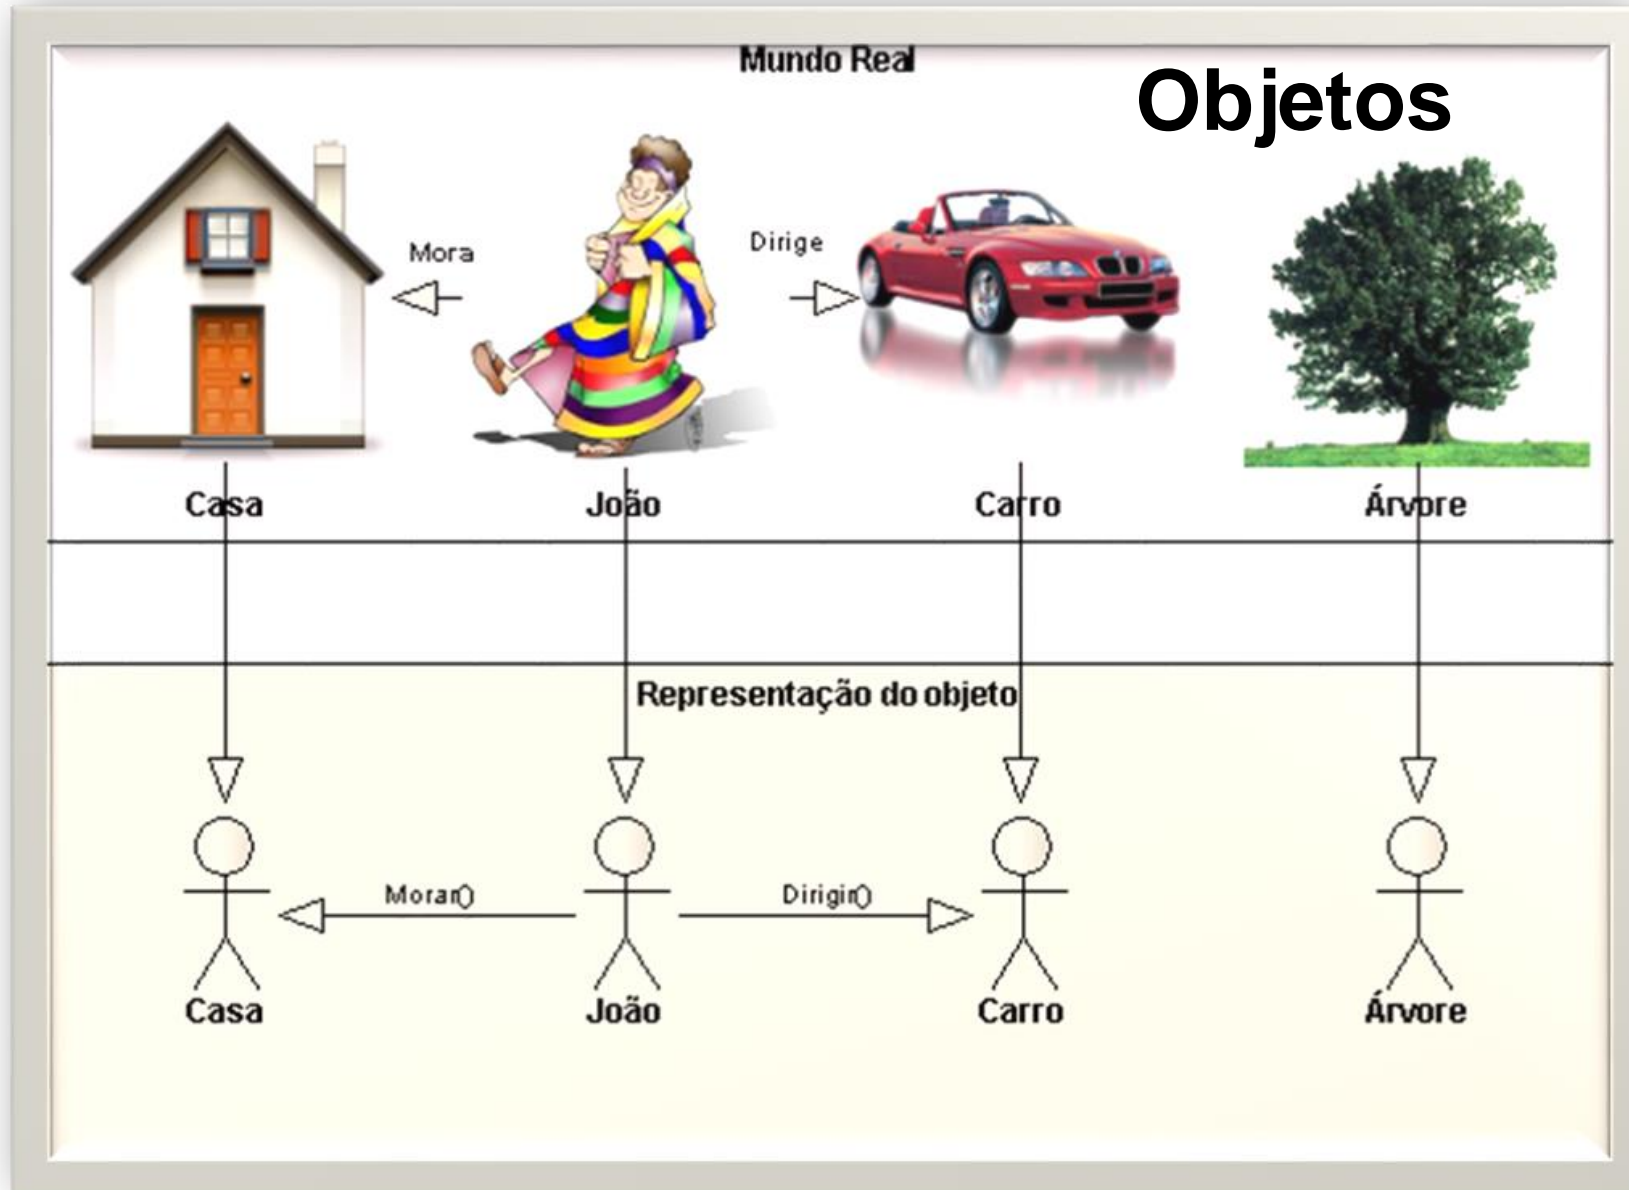 Mundo Real
Objetos
Mora
Dirige
Casa
João
Carro
Árvore
Representação do objeto
Morar()
Dirigir()
Casa
João
Carro
Árvore